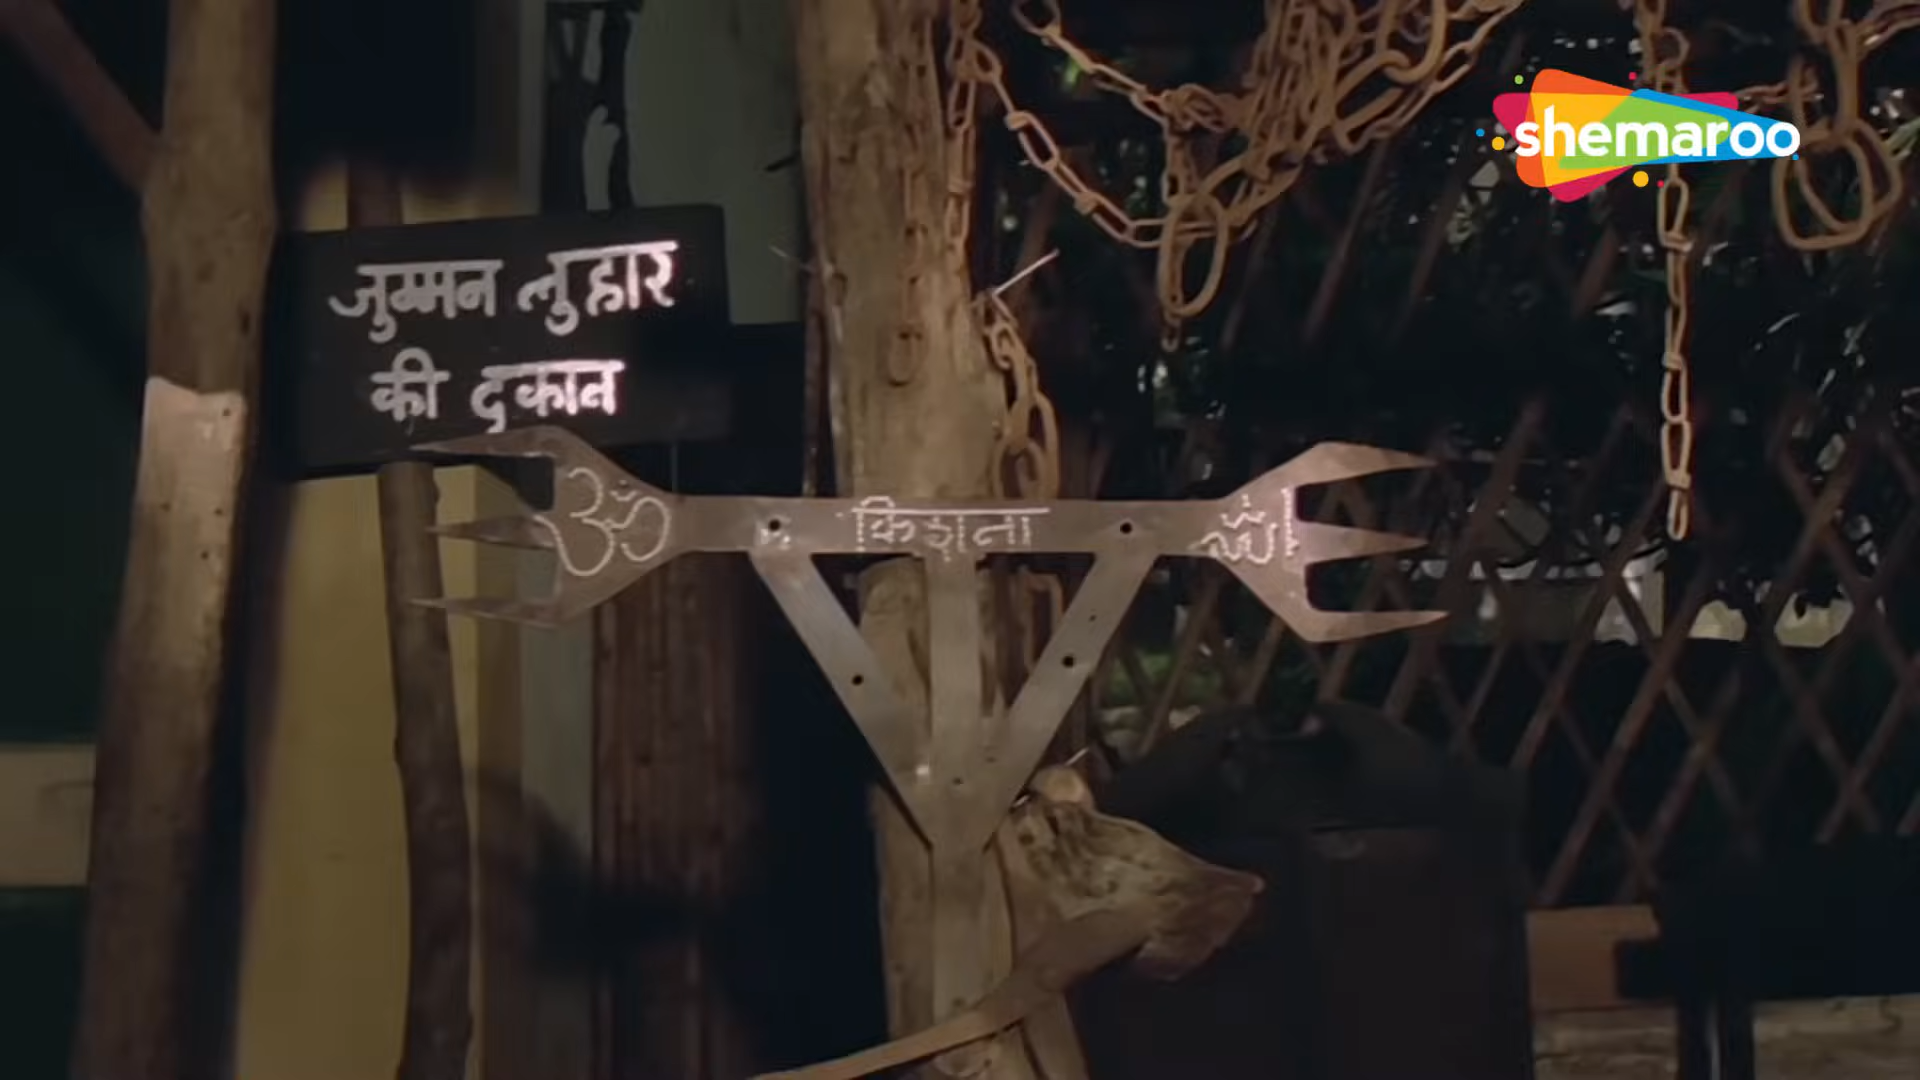 shemaroo
जुम्मन लुहार
की दुकान
ॐ किशना